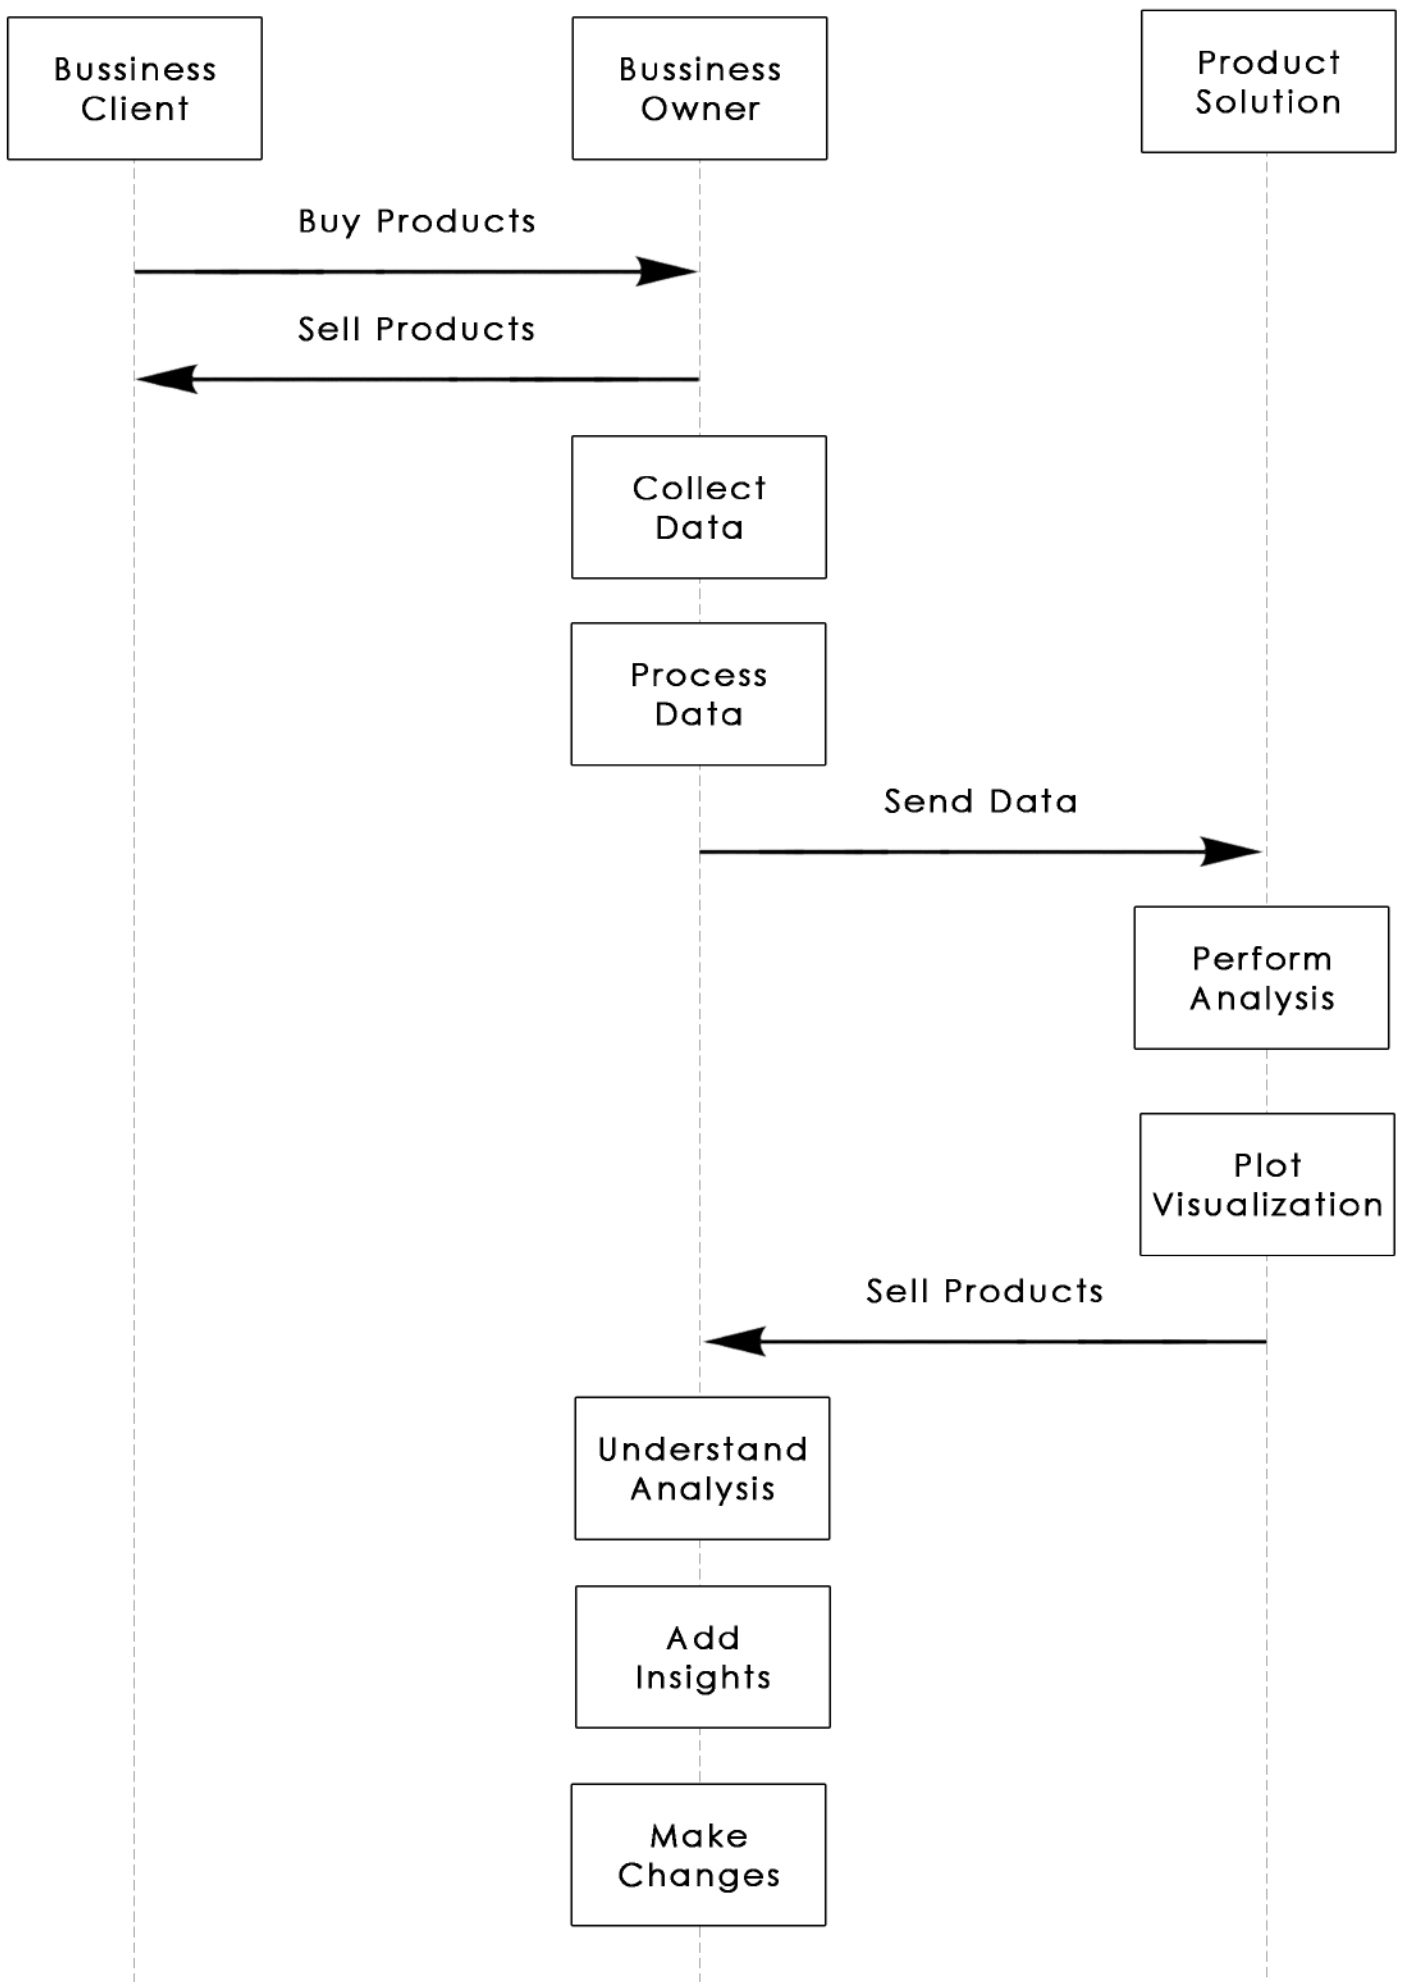 Bussiness
Client
Bussiness
Owner
Product
Solution
Buy Products
Sell Products
Collect
Data
Process
Data
Send Data
Perform
Analysis
Plot
Visualization
Sell Products
Understand
Analysis
Add
Insights
Make
Changes